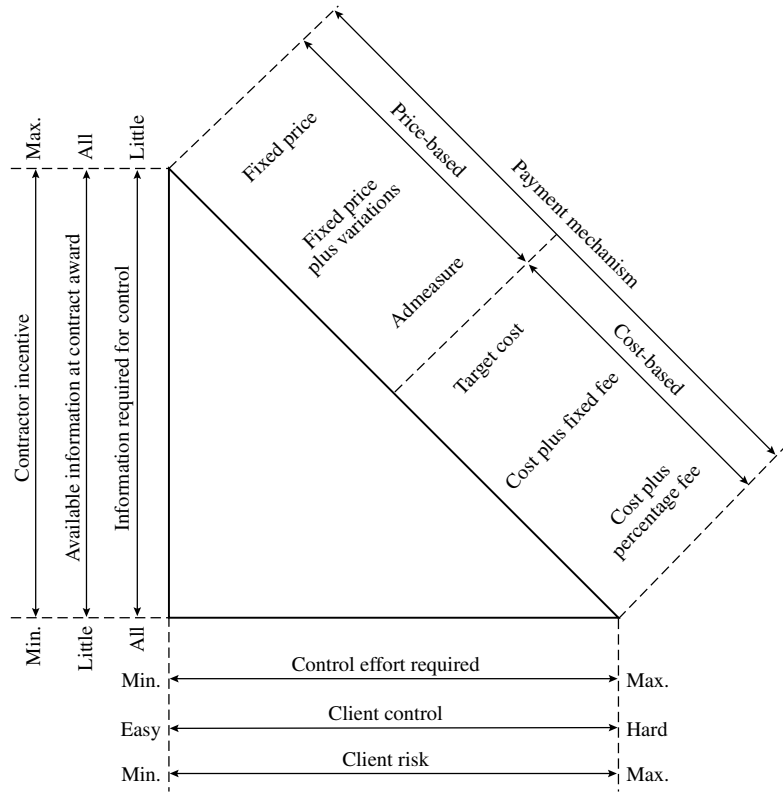 Max.
All
Little
Fixed price
Fixed price
plus variations
Admeasure
Target cost
Cost plus fixed fee
Cost plus
percentage fee
Price-based
Cost-based
Payment mechanism
Contractor incentive
Available information at contract award
Information required for control
Min.
Little
All
Control effort required
Min.
Max.
Client control
Easy
Hard
Client risk
Min.
Max.